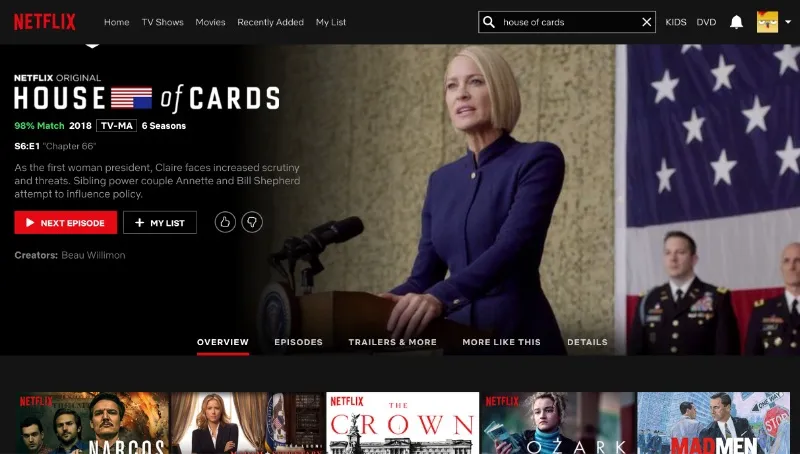 NETFLIX
Home TV Shows Movies Recently Added My List
house of cards
KIDS DVD
NETFLIX ORIGINAL
HOUSE of CARDS
98% Match 2018 TV-MA 6 Seasons
S6:E1 "Chapter 66"
As the first woman president, Claire faces increased scrutiny
and threats. Sibling power couple Annette and Bill Shepherd
attempt to influence policy.
NEXT EPISODE
MY LIST
Creators: Beau Willimon
OVERVIEW EPISODES TRAILERS & MORE MORE LIKE THIS DETAILS
NETFLIX
NARCOS
NETFLIX
THE
CROWN
NETFLIX
OZARK
ONE WAY
STOP
MADMEN